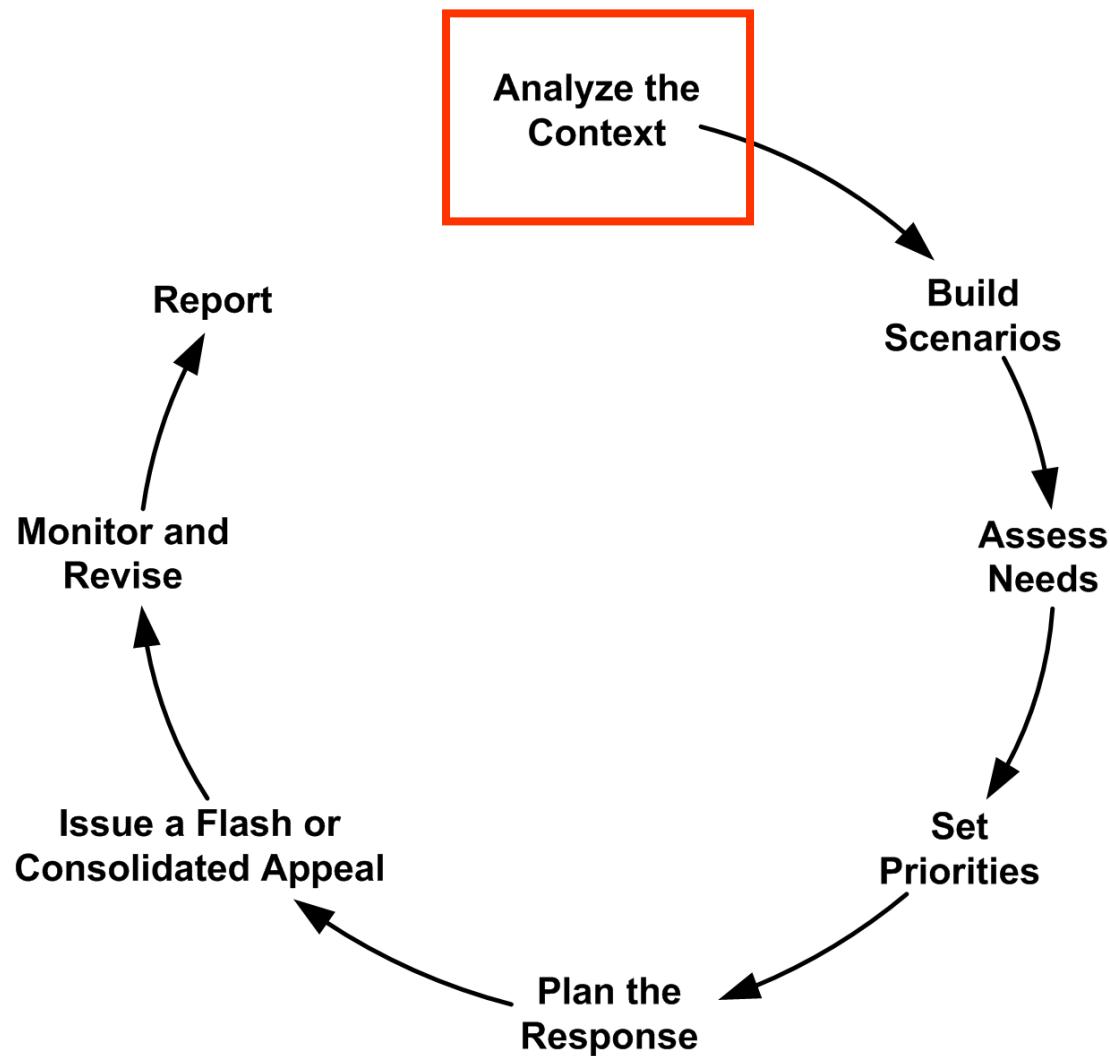 Analyze the
Context
Build
Scenarios
Assess
Needs
Set
Priorities
Plan the
Response
Issue a Flash or
Consolidated Appeal
Monitor and
Revise
Report